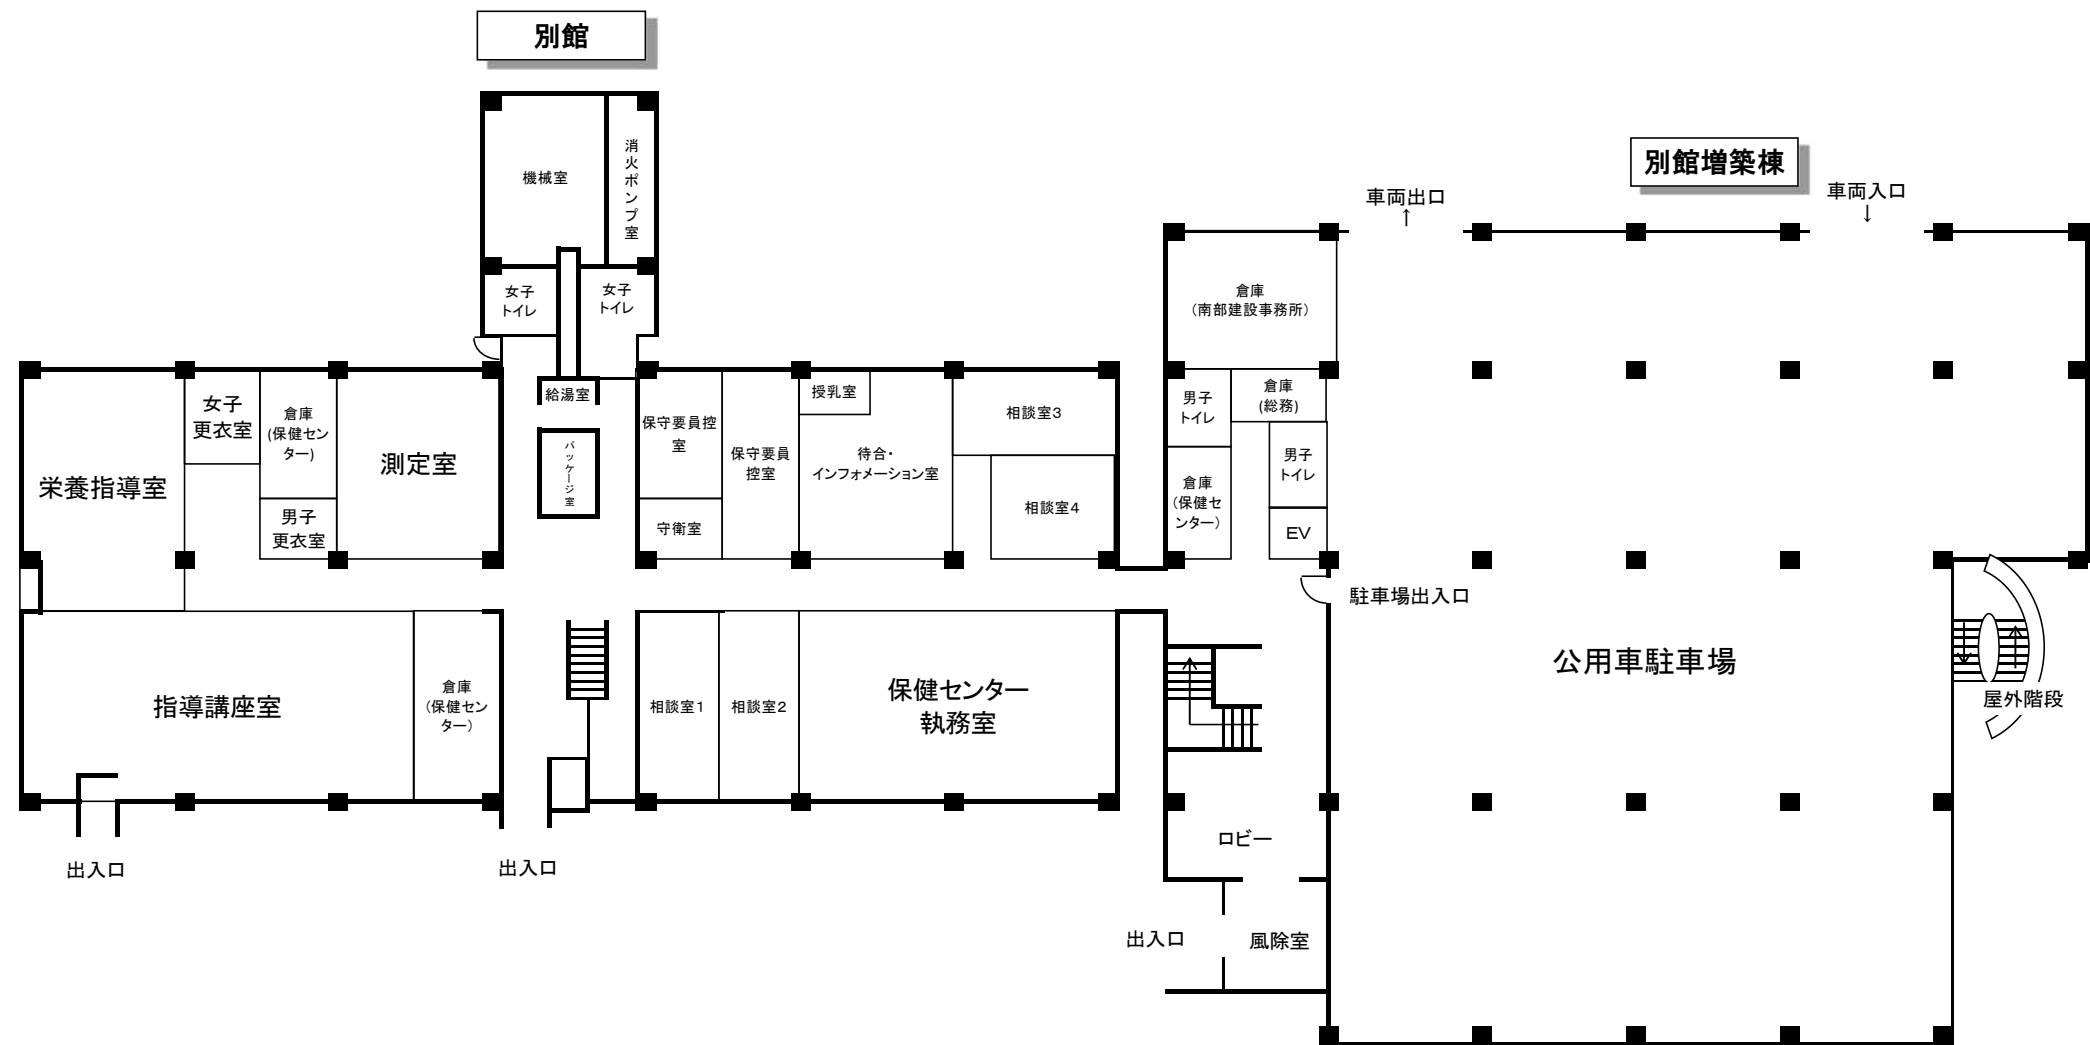 別館
別館増築棟
機械室
消火ポンプ室
車両出口
↑
車両入口
↓
女子
トイレ
女子
トイレ
倉庫
（南部建設事務所）
給湯室
パッケージ室
栄養指導室
女子
更衣室
倉庫
(保健セン
ター)
男子
更衣室
測定室
保守要員控
室
守衛室
保守要員
控室
授乳室
待合・
インフォメーション室
相談室3
相談室4
男子
トイレ
倉庫
(総務)
倉庫
（保健セ
ンター）
男子
トイレ
EV
駐車場出入口
公用車駐車場
屋外階段
指導講座室
倉庫
（保健セン
ター）
相談室1
相談室2
保健センター
執務室
ロビー
出入口
出入口
出入口
風除室